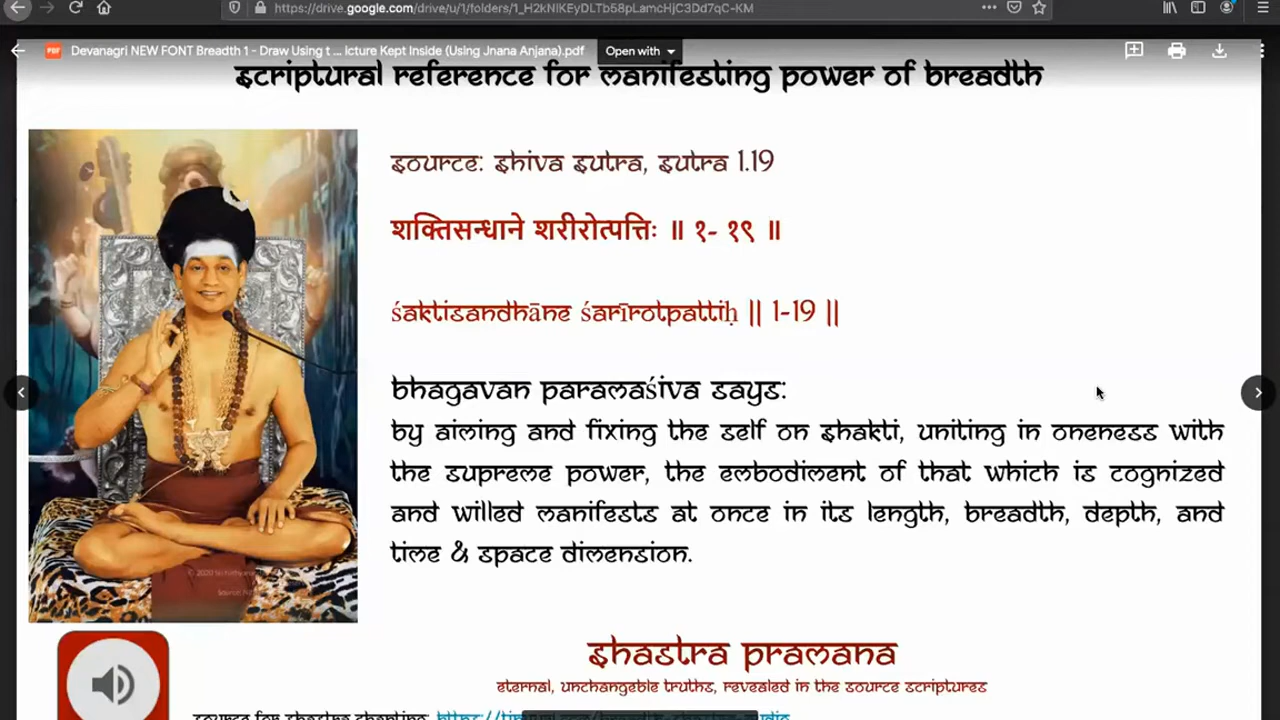 https://drive.google.com/drive/u/1/folders/1_H2kNlKEyDLTb58pLamcHjC3Dd7qC-KM
Devanagri NEW FONT Breadth 1 - Draw Using t ... Icture Kept Inside (Using Jnana Anjana).pdf
Open with
scriptural reference for manifesting power of breadth
source: shiva sutra, sutra 1.19
शक्तिसन्धाने शरीरोत्पत्तिः ॥ १- १९ ॥
śaktisandhāne śarīrotpattiḥ || 1-19 ||
bhagavan paramaśiva says:
by aiming and fixing the self on shakti, uniting in oneness with
the supreme power, the embodiment of that which is cognized
and willed manifests at once in its length, breadth, depth, and
time & space dimension.
shastra pramana
eternal, unchangeble truths, revealed in the source scriptures
source for shastra chanting: